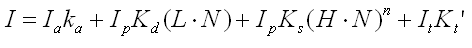 I = I_a k_a + I_p K_d (L · N) + I_p K_s (H · N)^n + I_t K_t'